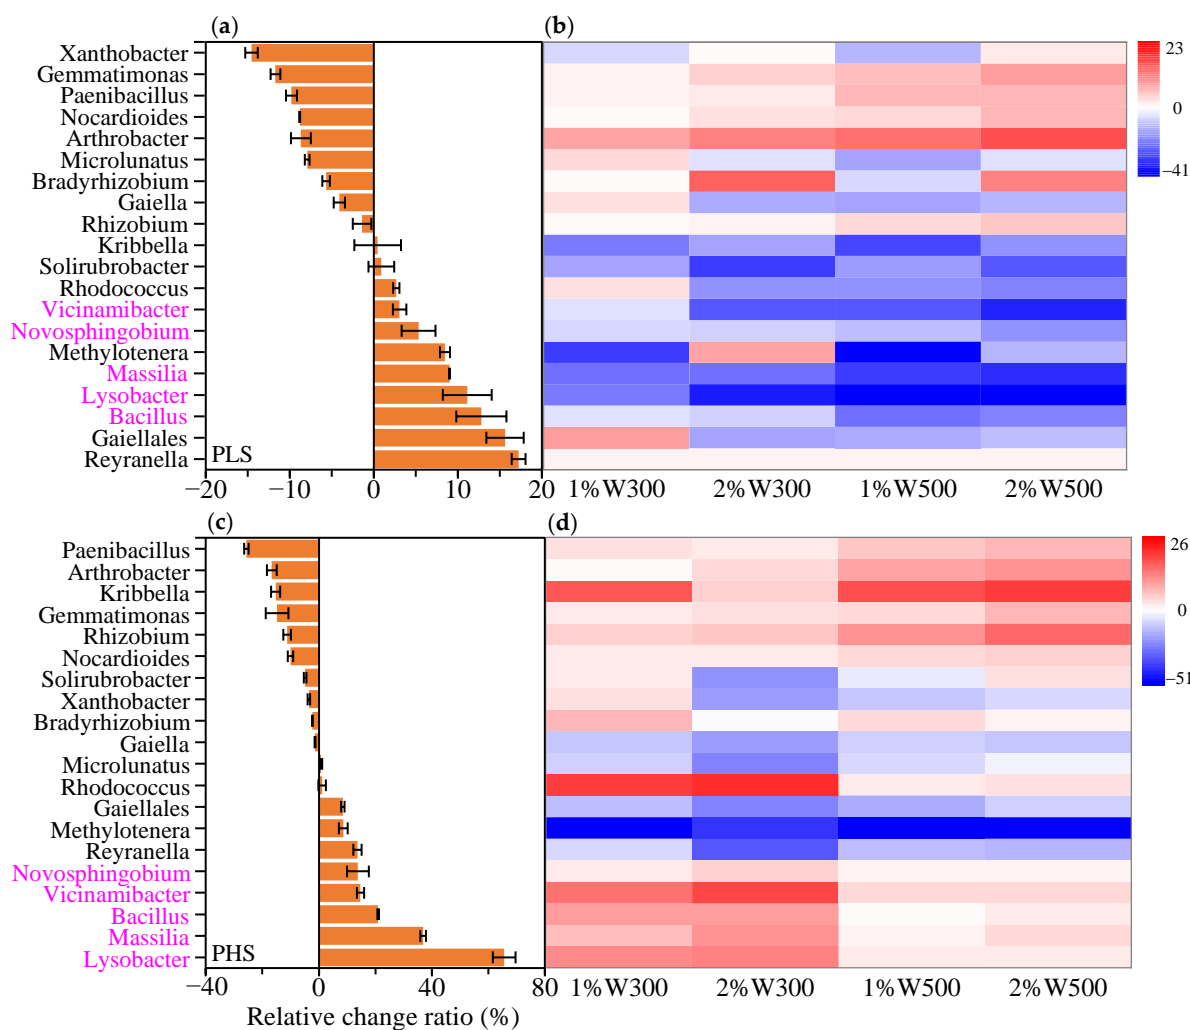 (a)
(b)
Xanthobacter
Gemmatimonas
Paenibacillus
Nocardioides
Arthrobacter
Microlunatus
Bradyrhizobium
Gaiella
Rhizobium
Kribbella
Solirubrobacter
Rhodococcus
Vicinamibacter
Novosphingobium
Methylotenera
Massilia
Lysobacter
Bacillus
Gaiellales
Reyranella
PLS
23
0
−41
−20 −10 0 10 20
1%W300 2%W300 1%W500 2%W500
(c)
(d)
Paenibacillus
Arthrobacter
Kribbella
Gemmatimonas
Rhizobium
Nocardioides
Solirubrobacter
Xanthobacter
Bradyrhizobium
Gaiella
Microlunatus
Rhodococcus
Gaiellales
Methylotenera
Reyranella
Novosphingobium
Vicinamibacter
Bacillus
Massilia
Lysobacter
PHS
26
0
−51
−40 0 40 80
1%W300 2%W300 1%W500 2%W500
Relative change ratio (%)